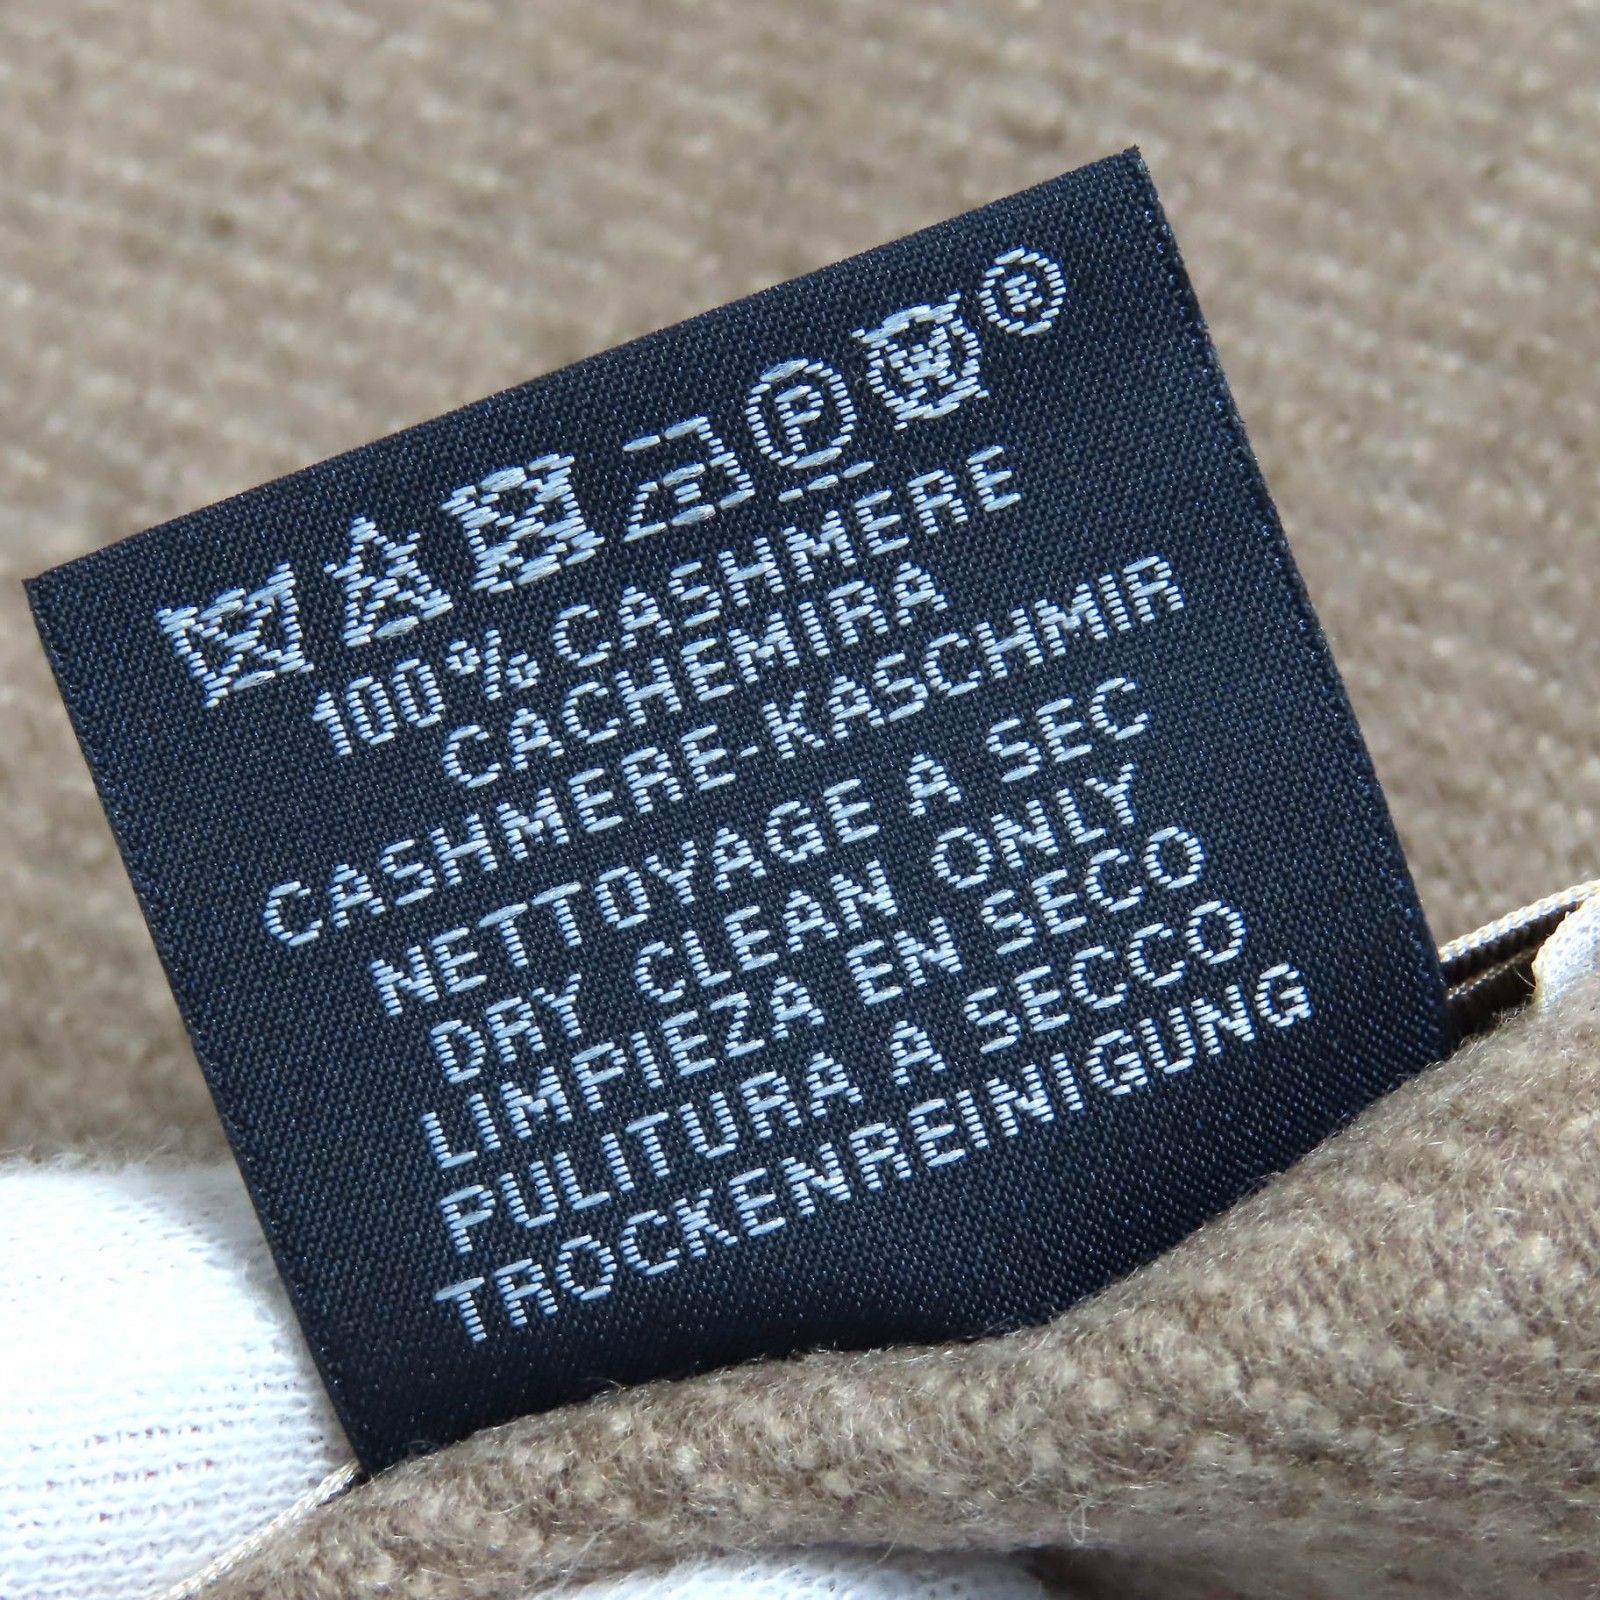 P W ®
100% CASHMERE
CACHEMIRA
CASHMERE-KASCHMIR
NETTOYAGE A SEC
DRY CLEAN ONLY
LIMPIEZA EN SECO
PULITURA A SECCO
TROCKENREINIGUNG